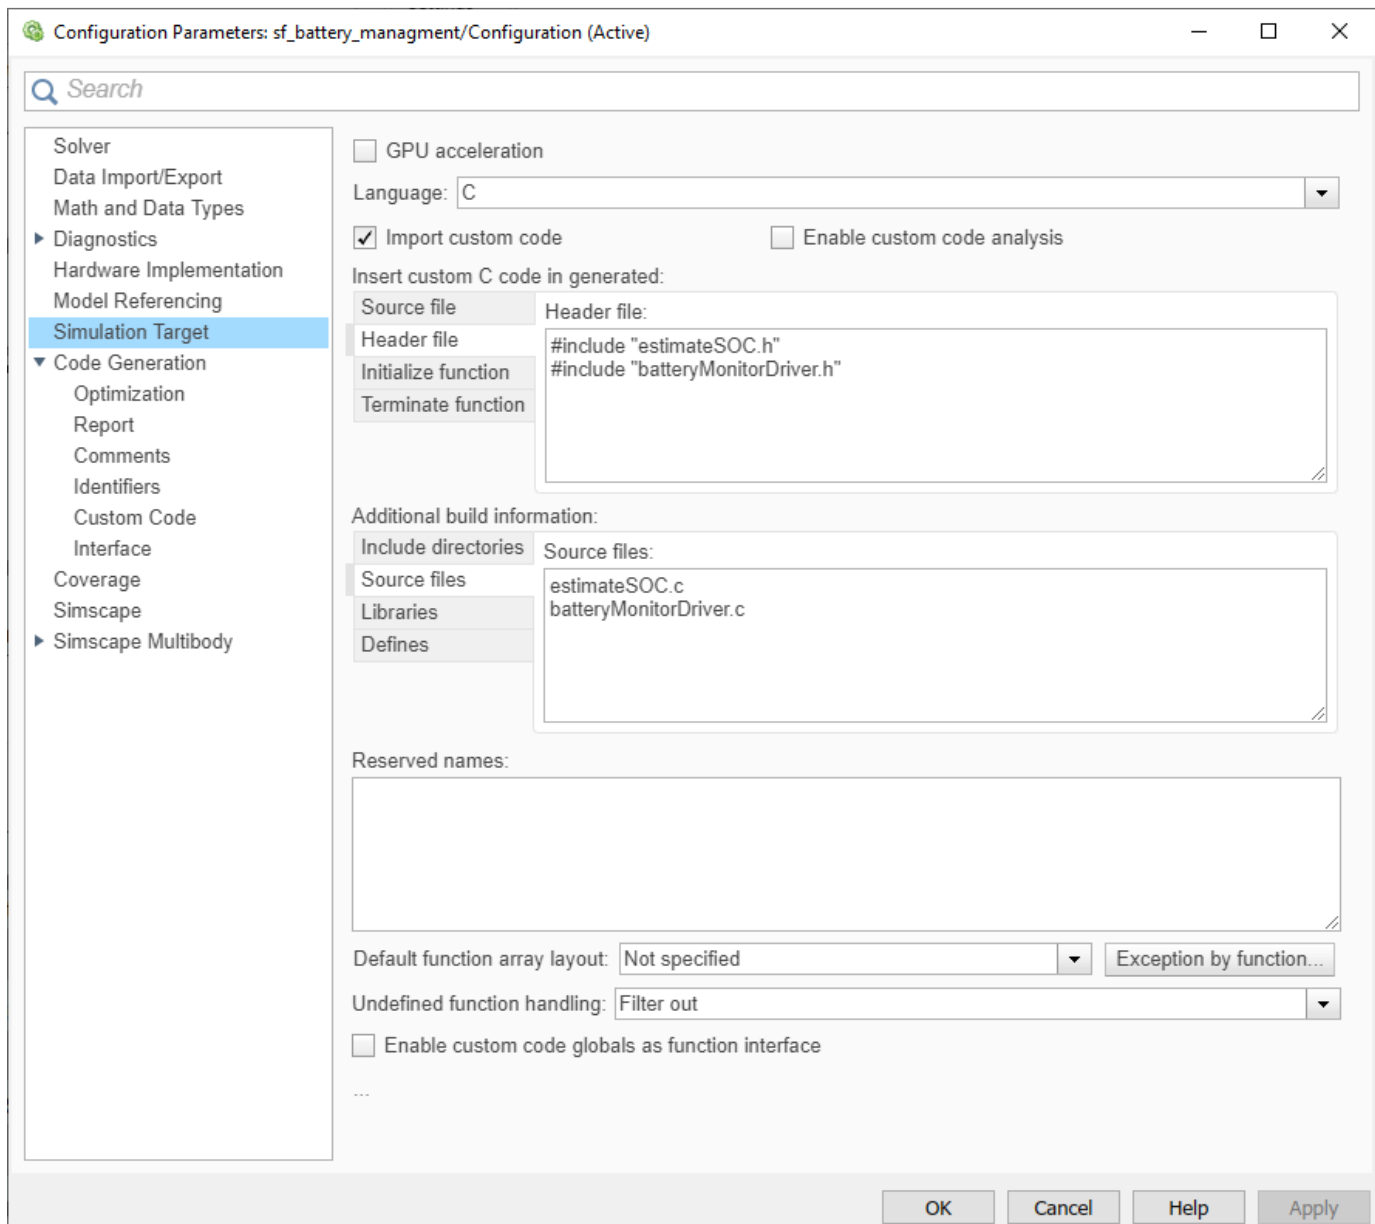 Configuration Parameters: sf_battery_managment/Configuration (Active)
Search
Solver
Data Import/Export
Math and Data Types
Diagnostics
Hardware Implementation
Model Referencing
Simulation Target
Code Generation
Optimization
Report
Comments
Identifiers
Custom Code
Interface
Coverage
Simscape
Simscape Multibody
GPU acceleration
Language: C
Import custom code Enable custom code analysis
Insert custom C code in generated:
Source file
Header file
Initialize function
Terminate function
Header file:
#include "estimateSOC.h"
#include "batteryMonitorDriver.h"
Additional build information:
Include directories
Source files
Libraries
Defines
Source files:
estimateSOC.c
batteryMonitorDriver.c
Reserved names:
Default function array layout: Not specified Exception by function...
Undefined function handling: Filter out
Enable custom code globals as function interface
...
OK Cancel Help Apply